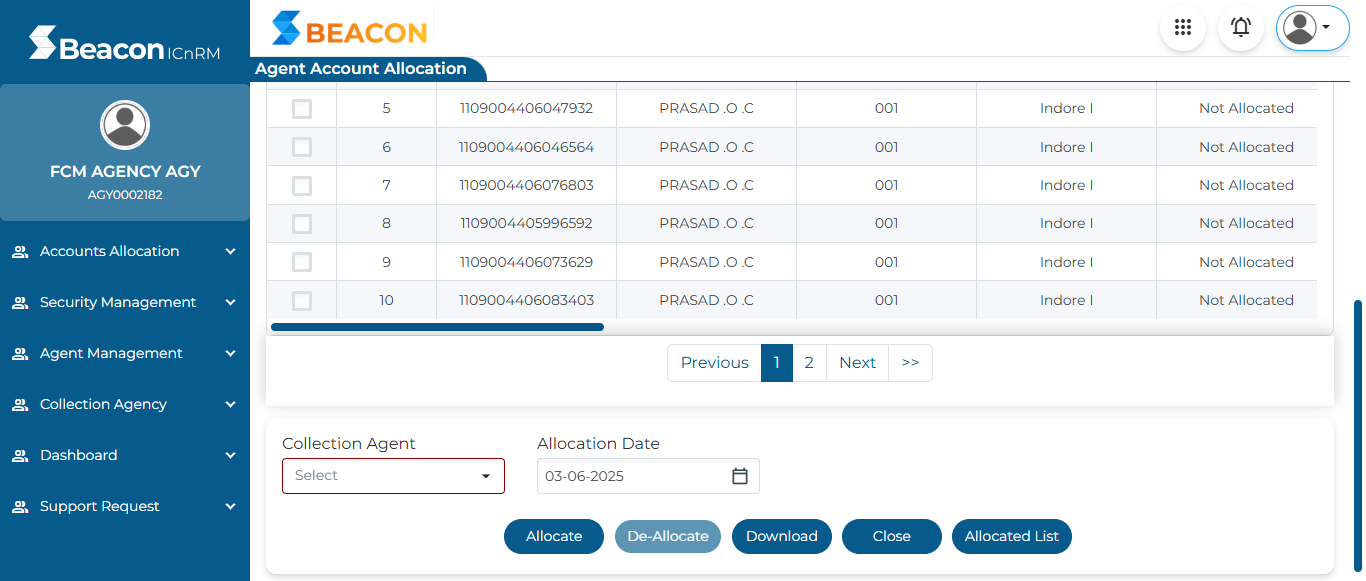 Beacon ICnRM
BEACON
Agent Account Allocation
FCM AGENCY AGY
AGY0002182
Accounts Allocation
Security Management
Agent Management
Collection Agency
Dashboard
Support Request
5 1109004406047932 PRASAD .O .C 001 Indore I Not Allocated
6 1109004406046564 PRASAD .O .C 001 Indore I Not Allocated
7 1109004406076803 PRASAD .O .C 001 Indore I Not Allocated
8 1109004405996592 PRASAD .O .C 001 Indore I Not Allocated
9 1109004406073629 PRASAD .O .C 001 Indore I Not Allocated
10 1109004406083403 PRASAD .O .C 001 Indore I Not Allocated
Previous 1 2 Next >>
Collection Agent Allocation Date
Select 03-06-2025
Allocate De-Allocate Download Close Allocated List